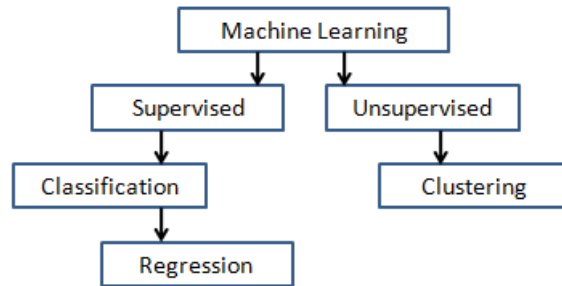 Machine Learning
Supervised
Unsupervised
Classification
Clustering
Regression